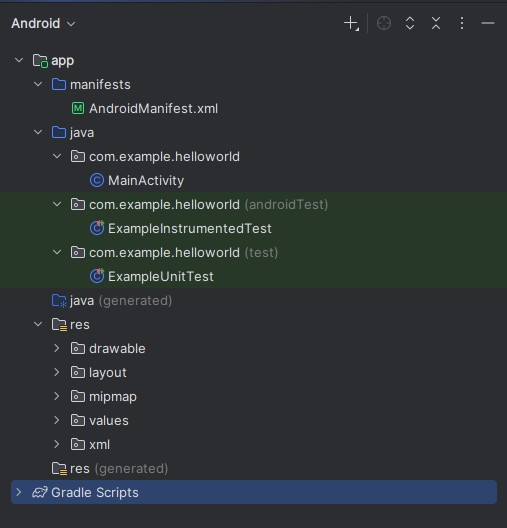 Android
app
manifests
AndroidManifest.xml
java
com.example.helloworld
MainActivity
com.example.helloworld (androidTest)
ExampleInstrumentedTest
com.example.helloworld (test)
ExampleUnitTest
java (generated)
res
drawable
layout
mipmap
values
xml
res (generated)
Gradle Scripts